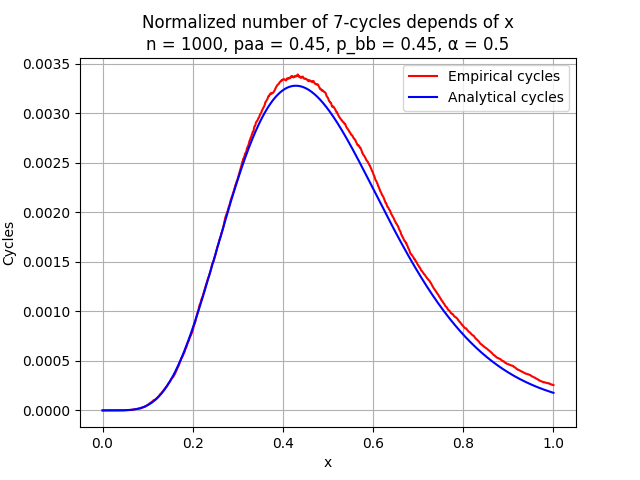 Normalized number of 7-cycles depends of x
n = 1000, paa = 0.45, p_bb = 0.45, α = 0.5
Empirical cycles
Analytical cycles
Cycles
0.0035
0.0030
0.0025
0.0020
0.0015
0.0010
0.0005
0.0000
0.0 0.2 0.4 0.6 0.8 1.0
x